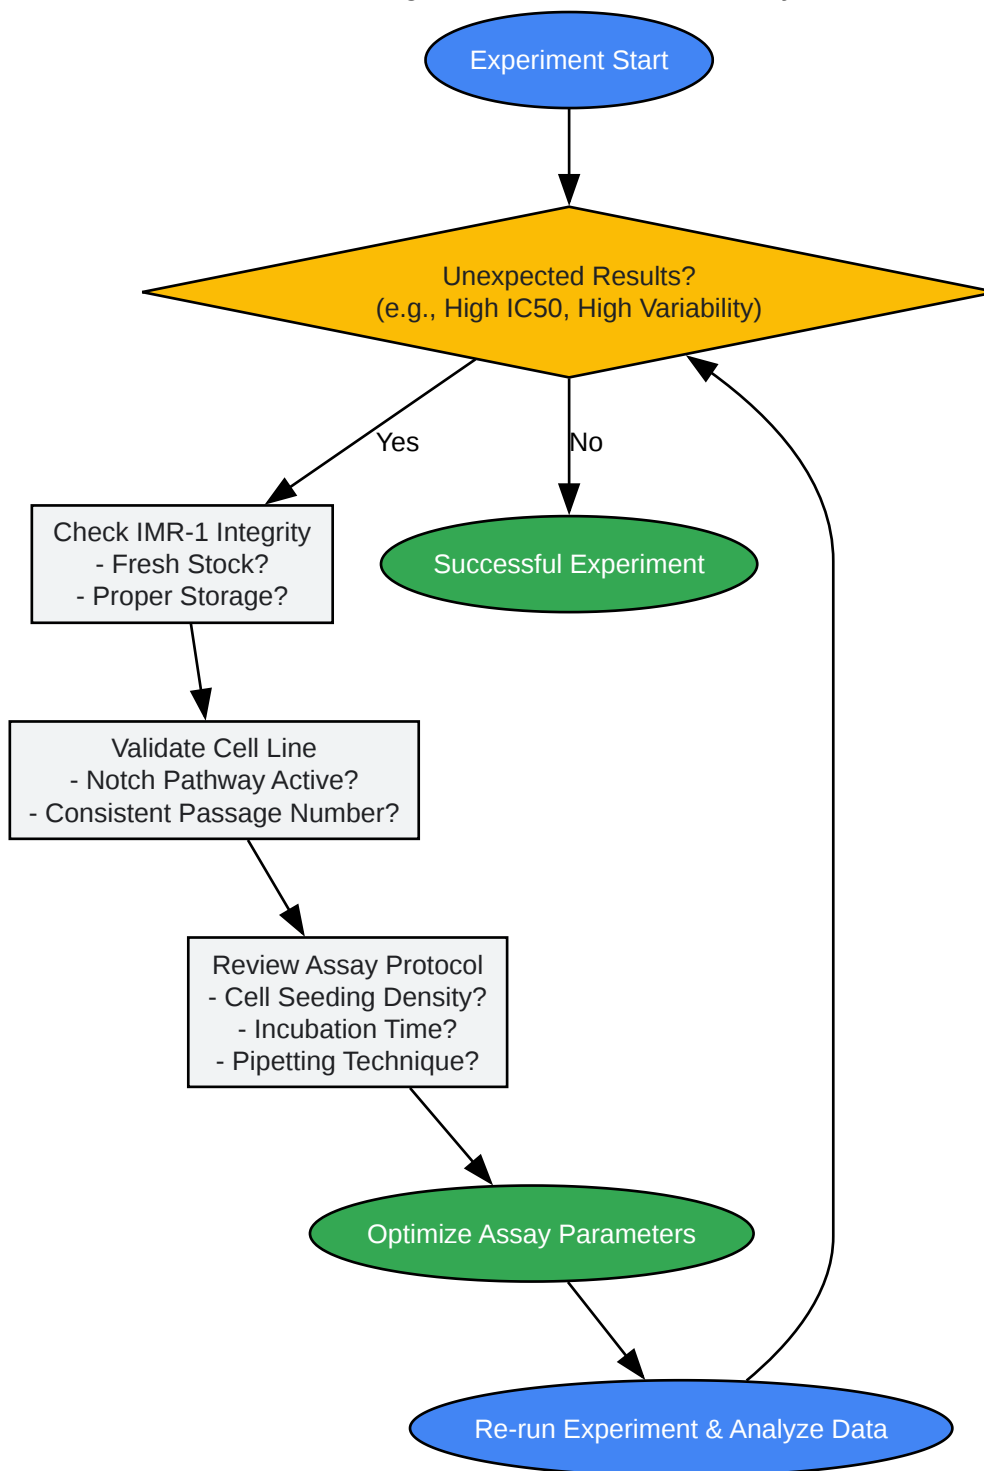 Experiment Start
Unexpected Results?
(e.g., High IC50, High Variability)
Yes
No
Check IMR-1 Integrity
- Fresh Stock?
- Proper Storage?
Successful Experiment
Validate Cell Line
- Notch Pathway Active?
- Consistent Passage Number?
Review Assay Protocol
- Cell Seeding Density?
- Incubation Time?
- Pipetting Technique?
Optimize Assay Parameters
Re-run Experiment & Analyze Data